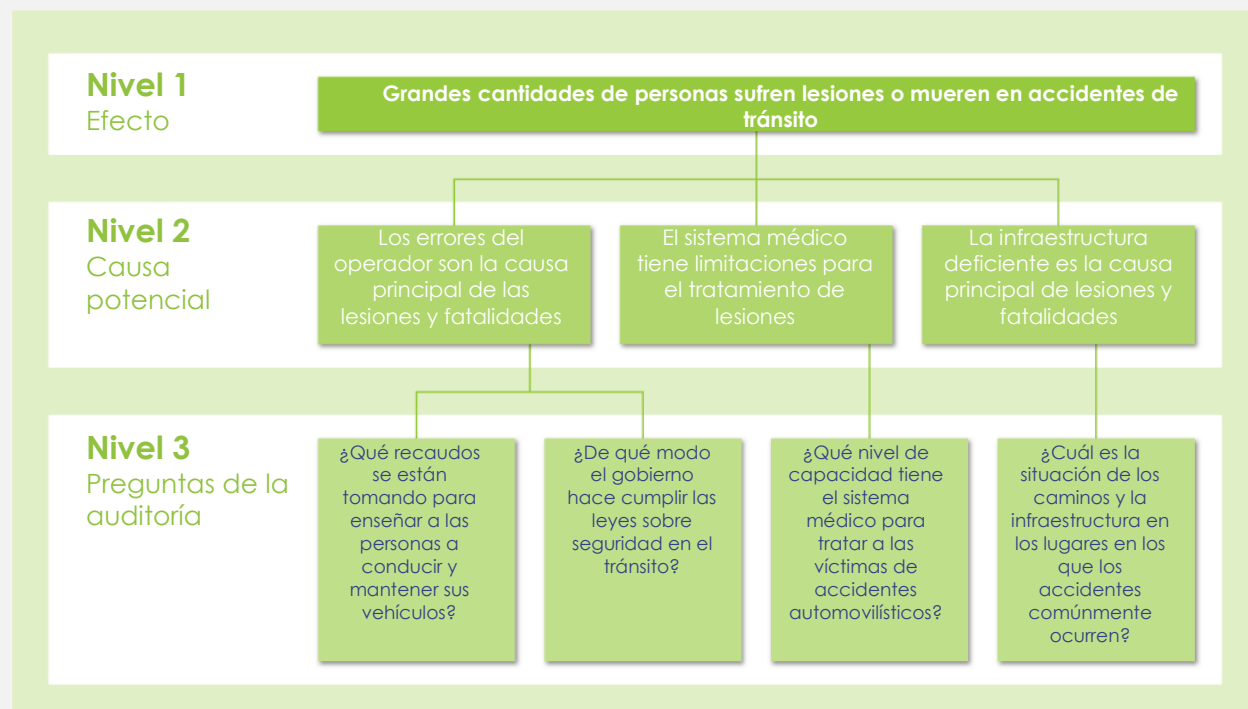 Nivel 1
Efecto
Grandes cantidades de personas sufren lesiones o mueren en accidentes de
tránsito
Nivel 2
Causa
potencial
Los errores del
operador son la causa
principal de las
lesiones y fatalidades
El sistema médico
tiene limitaciones para
el tratamiento de
lesiones
La infraestructura
deficiente es la causa
principal de lesiones y
fatalidades
Nivel 3
Preguntas de la
auditoría
¿Qué recaudos
se están
tomando para
enseñar a las
personas a
conducir y
mantener sus
vehículos?
¿De qué modo
el gobierno
hace cumplir las
leyes sobre
seguridad en el
tránsito?
¿Qué nivel de
capacidad tiene
el sistema
médico para
tratar a las
víctimas de
accidentes
automovilísticos?
¿Cuál es la
situación de los
caminos y la
infraestructura en
los lugares en los
que los
accidentes
comúnmente
ocurren?